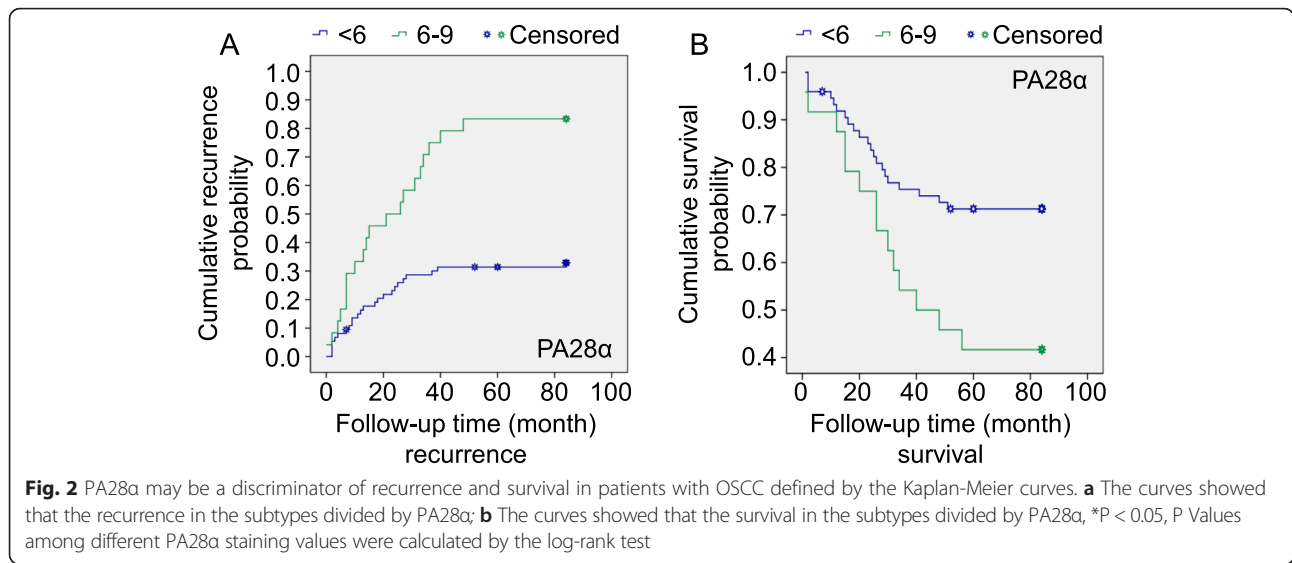 A
<6 6-9 Censored
Cumulative recurrence
probability
1.0
0.9
0.8
0.7
0.6
0.5
0.4
0.3
0.2
0.1
0.0
PA28α
0 20 40 60 80 100
Follow-up time (month)
recurrence
B
<6 6-9 Censored
Cumulative survival
probability
1.0
0.9
0.8
0.7
0.6
0.5
0.4
PA28α
0 20 40 60 80 100
Follow-up time (month)
survival
Fig. 2 PA28α may be a discriminator of recurrence and survival in patients with OSCC defined by the Kaplan-Meier curves. a The curves showed
that the recurrence in the subtypes divided by PA28α; b The curves showed that the survival in the subtypes divided by PA28α, *P < 0.05, P Values
among different PA28α staining values were calculated by the log-rank test